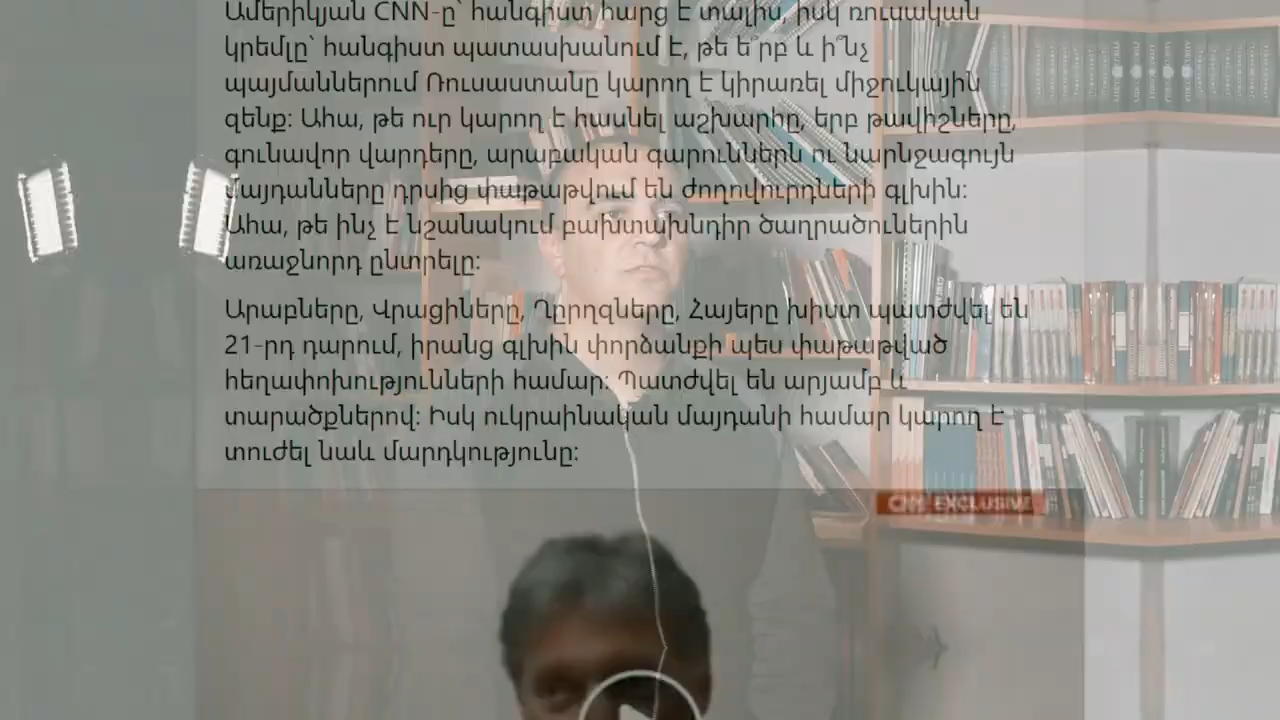 Ամերիկյան CNN-ը՝ հանգիստ հարց է տալիս, իսկ ռուսական
կրեմլը՝ հանգիստ պատասխանում է, թե ե՞րբ և ի՞նչ
պայմաններում Ռուսաստանը կարող է կիրառել միջուկային
զենք։ Ահա, թե ուր կարող է հասնել աշխարհը, երբ թավիշները,
գունավոր վարդերը, արաբական գարուններն ու նարնջագույն
մայդանները դրսից փաթաթվում են ժողովուրդների գլխին։
Ահա, թե ինչ է նշանակում բախտախնդիր ծաղրածուներին
առաջնորդ ընտրելը։
Արաբները, Վրացիները, Ղըրղզները, Հայերը խիստ պատժվել են
21-րդ դարում, իրանց գլխին փորձանքի պես փաթաթված
հեղափոխությունների համար։ Պատժվել են արյամբ և
տարածքներով։ Իսկ ուկրաինական մայդանի համար կարող է
տուժել նաև մարդկությունը։
CNN EXCLUSIVE